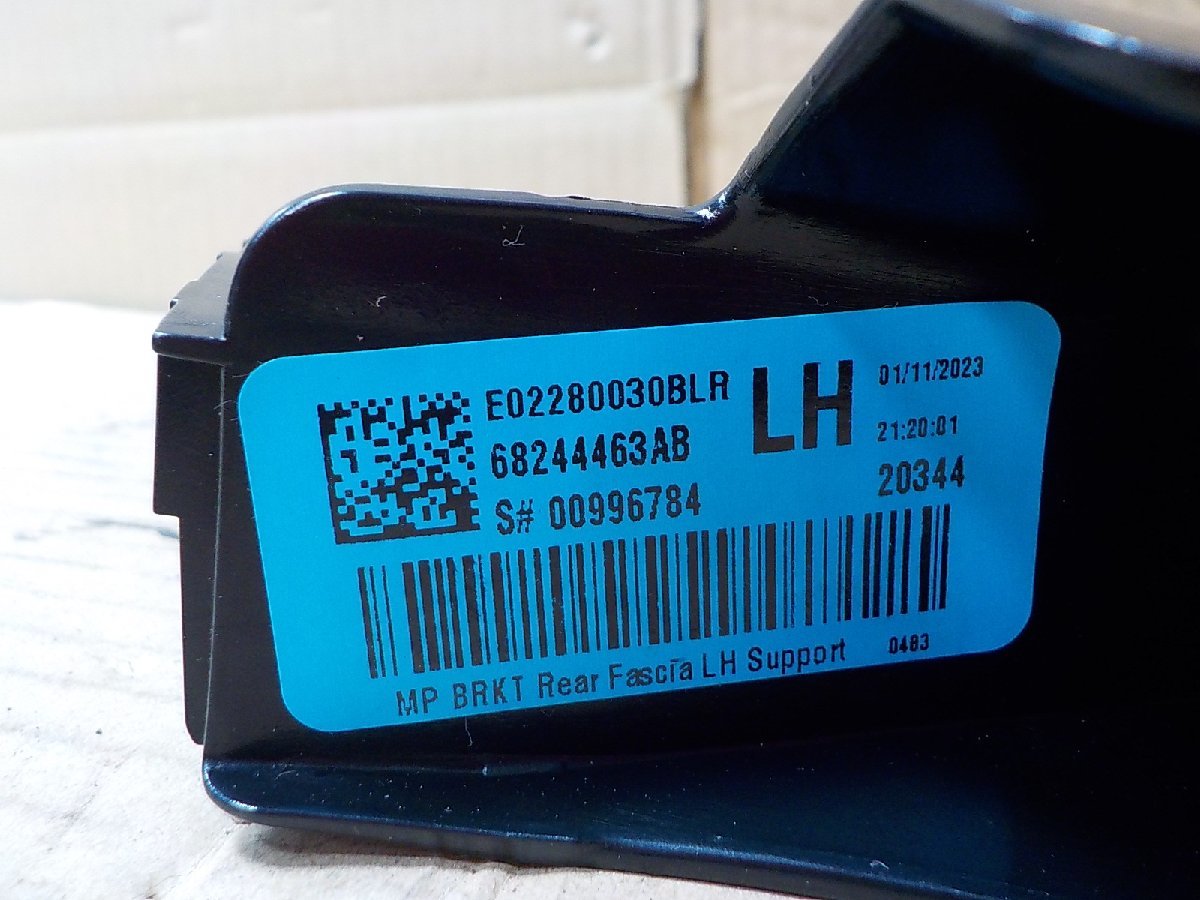 E02280030BLR
68244463AB
S# 00996784
LH
01/11/2023
21:20:01
20344
MP BRKT Rear Fascia LH Support
0483